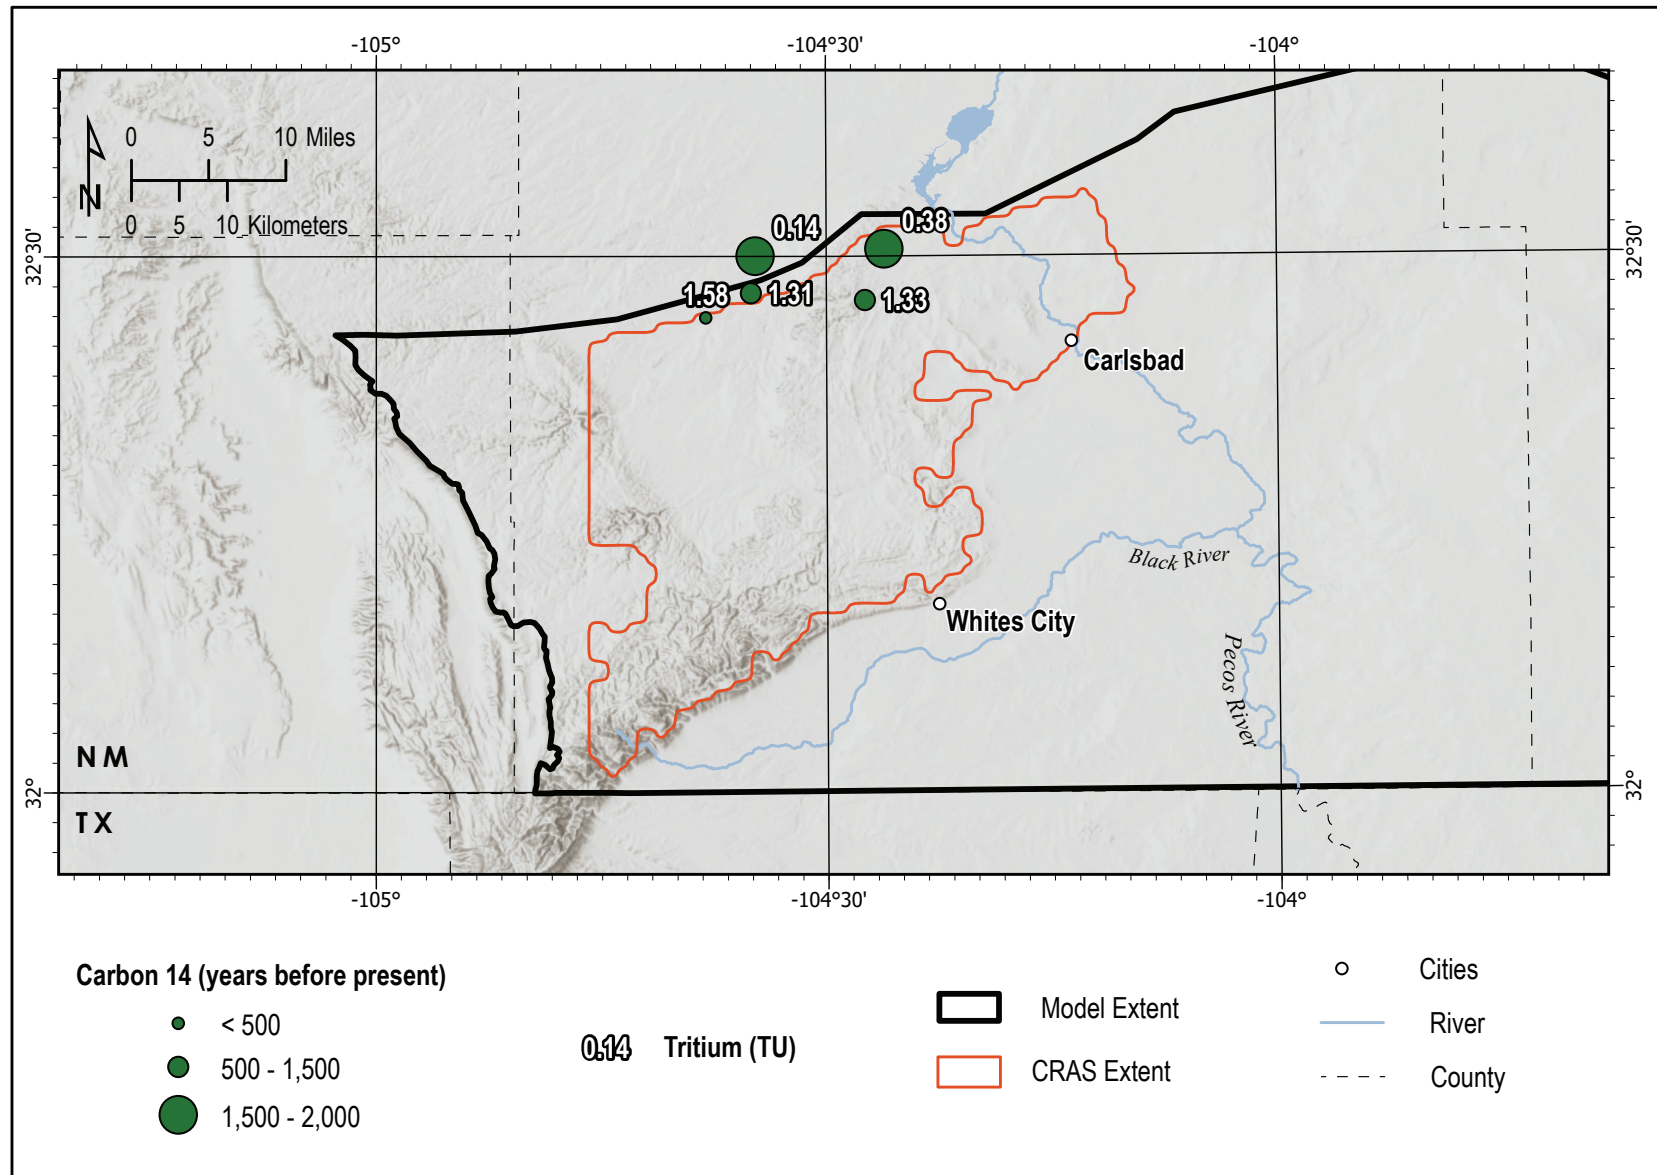 -105°
-104°30'
-104°
0 5 10 Miles
N
0 5 10 Kilometers
32°30'
32°30'
0.14
0.38
1.58
1.31
1.33
Carlsbad
Black River
Whites City
Pecos River
NM
32°
32°
TX
-105°
-104°30'
-104°
Carbon 14 (years before present)
< 500
500 - 1,500
1,500 - 2,000
0.14 Tritium (TU)
Model Extent
CRAS Extent
Cities
River
County